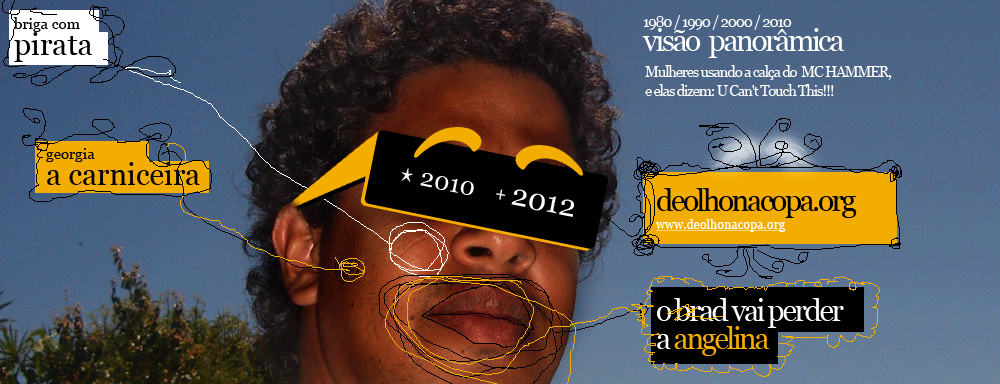 briga com
pirata
georgia
a carniceira
★ 2010 + 2012
1980 / 1990 / 2000 / 2010
visão panorâmica
Mulheres usando a calça do MC HAMMER,
e elas dizem: U Can't Touch This!!!
deolhonacopa.org
www.deolhonacopa.org
o brad vai perder
a angelina